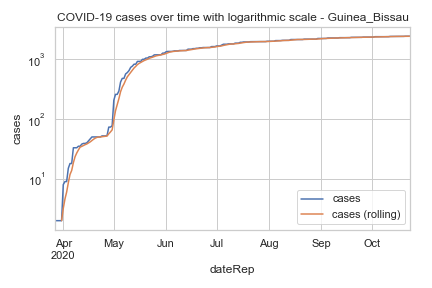 COVID-19 cases over time with logarithmic scale - Guinea_Bissau
cases
10³
10²
10¹
Apr May Jun Jul Aug Sep Oct
2020
dateRep
cases
cases (rolling)